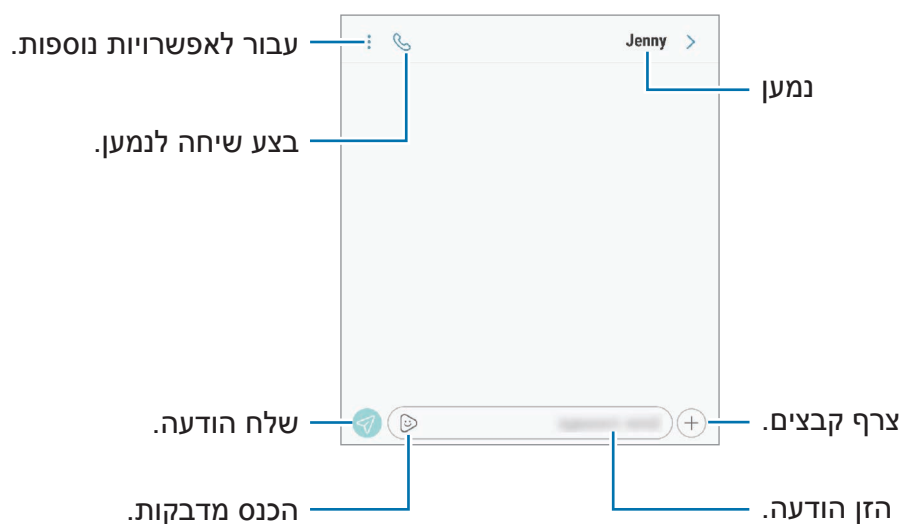 עבור לאפשרויות נוספות.
Jenny
נמען
בצע שיחה לנמען.
צרף קבצים.
שלח הודעה.
הזן הודעה.
הכנס מדבקות.